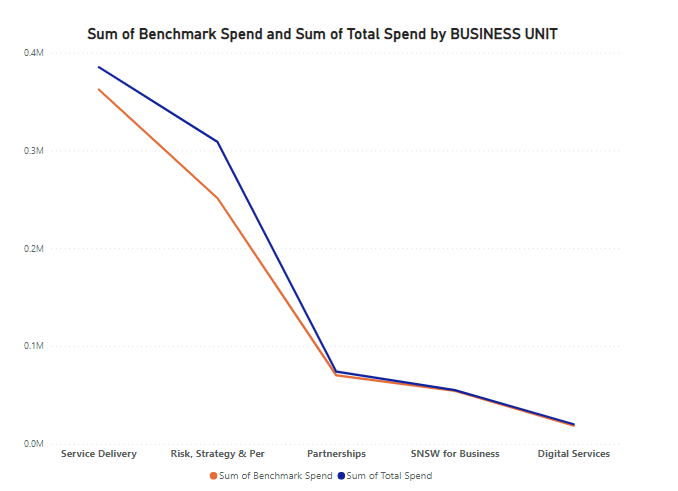 Sum of Benchmark Spend and Sum of Total Spend by BUSINESS UNIT
0.4M
0.3M
0.2M
0.1M
0.0M
Service Delivery Risk, Strategy & Per Partnerships SNSW for Business Digital Services
Sum of Benchmark Spend Sum of Total Spend